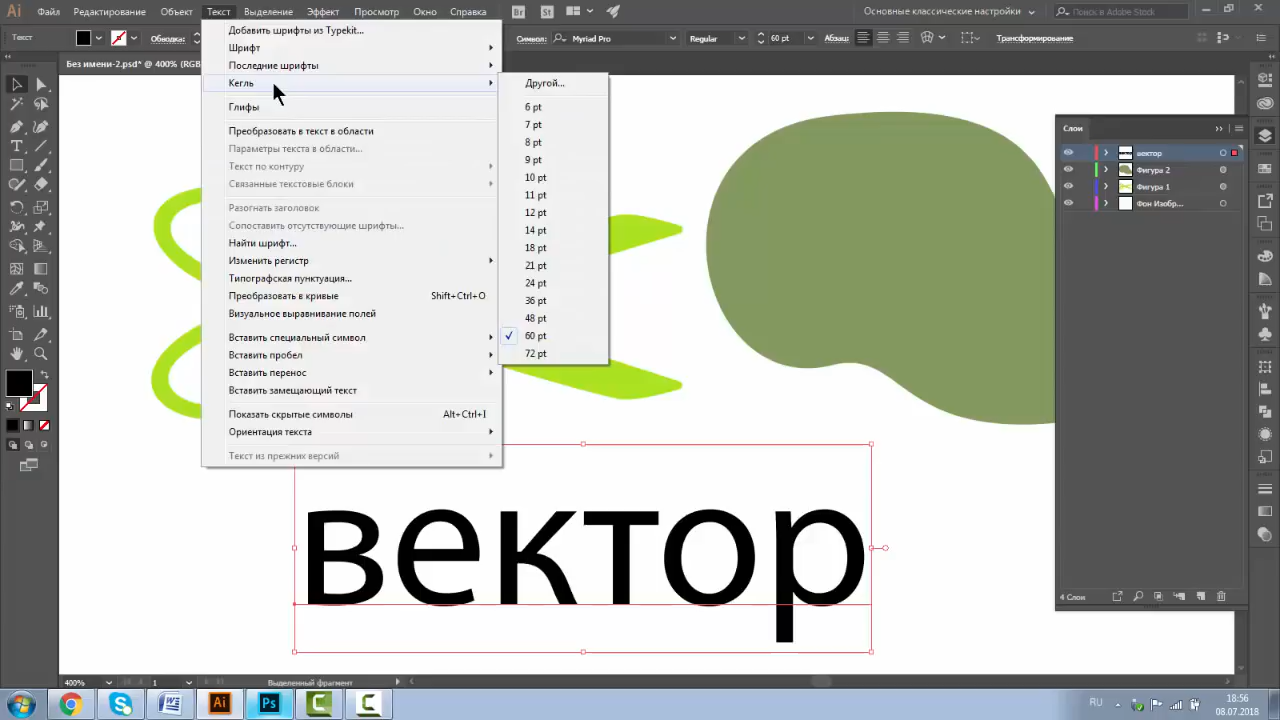 Ai Файл Редактирование Объект Текст Выделение Эффект Просмотр Окно Справка Br St Основные классические настройки Поиск в Adobe Stock
Текст Обводка: Символ: Myriad Pro Regular 60 pt Абзац Трансформирование
Без имени-2.psd* @ 400% (RGB
Добавить шрифты из Typekit...
Шрифт
Последние шрифты
Кегль
Глифы
Преобразовать в текст в области
Параметры текста в области...
Текст по контуру
Связанные текстовые блоки
Разогнать заголовок
Сопоставить отсутствующие шрифты...
Найти шрифт...
Изменить регистр
Типографская пунктуация...
Преобразовать в кривые Shift+Ctrl+O
Визуальное выравнивание полей
Вставить специальный символ
Вставить пробел
Вставить перенос
Вставить замещающий текст
Показать скрытые символы Alt+Ctrl+I
Ориентация текста
Текст из прежних версий
Другой...
6 pt
7 pt
8 pt
9 pt
10 pt
11 pt
12 pt
14 pt
18 pt
21 pt
24 pt
36 pt
48 pt
60 pt
72 pt
Слои
вектор
Фигура 2
Фигура 1
Фон Изобр...
4 Слои
вектор
400% 1 Выделенный фрагмент
Ai Ps RU 18:56
08.07.2018